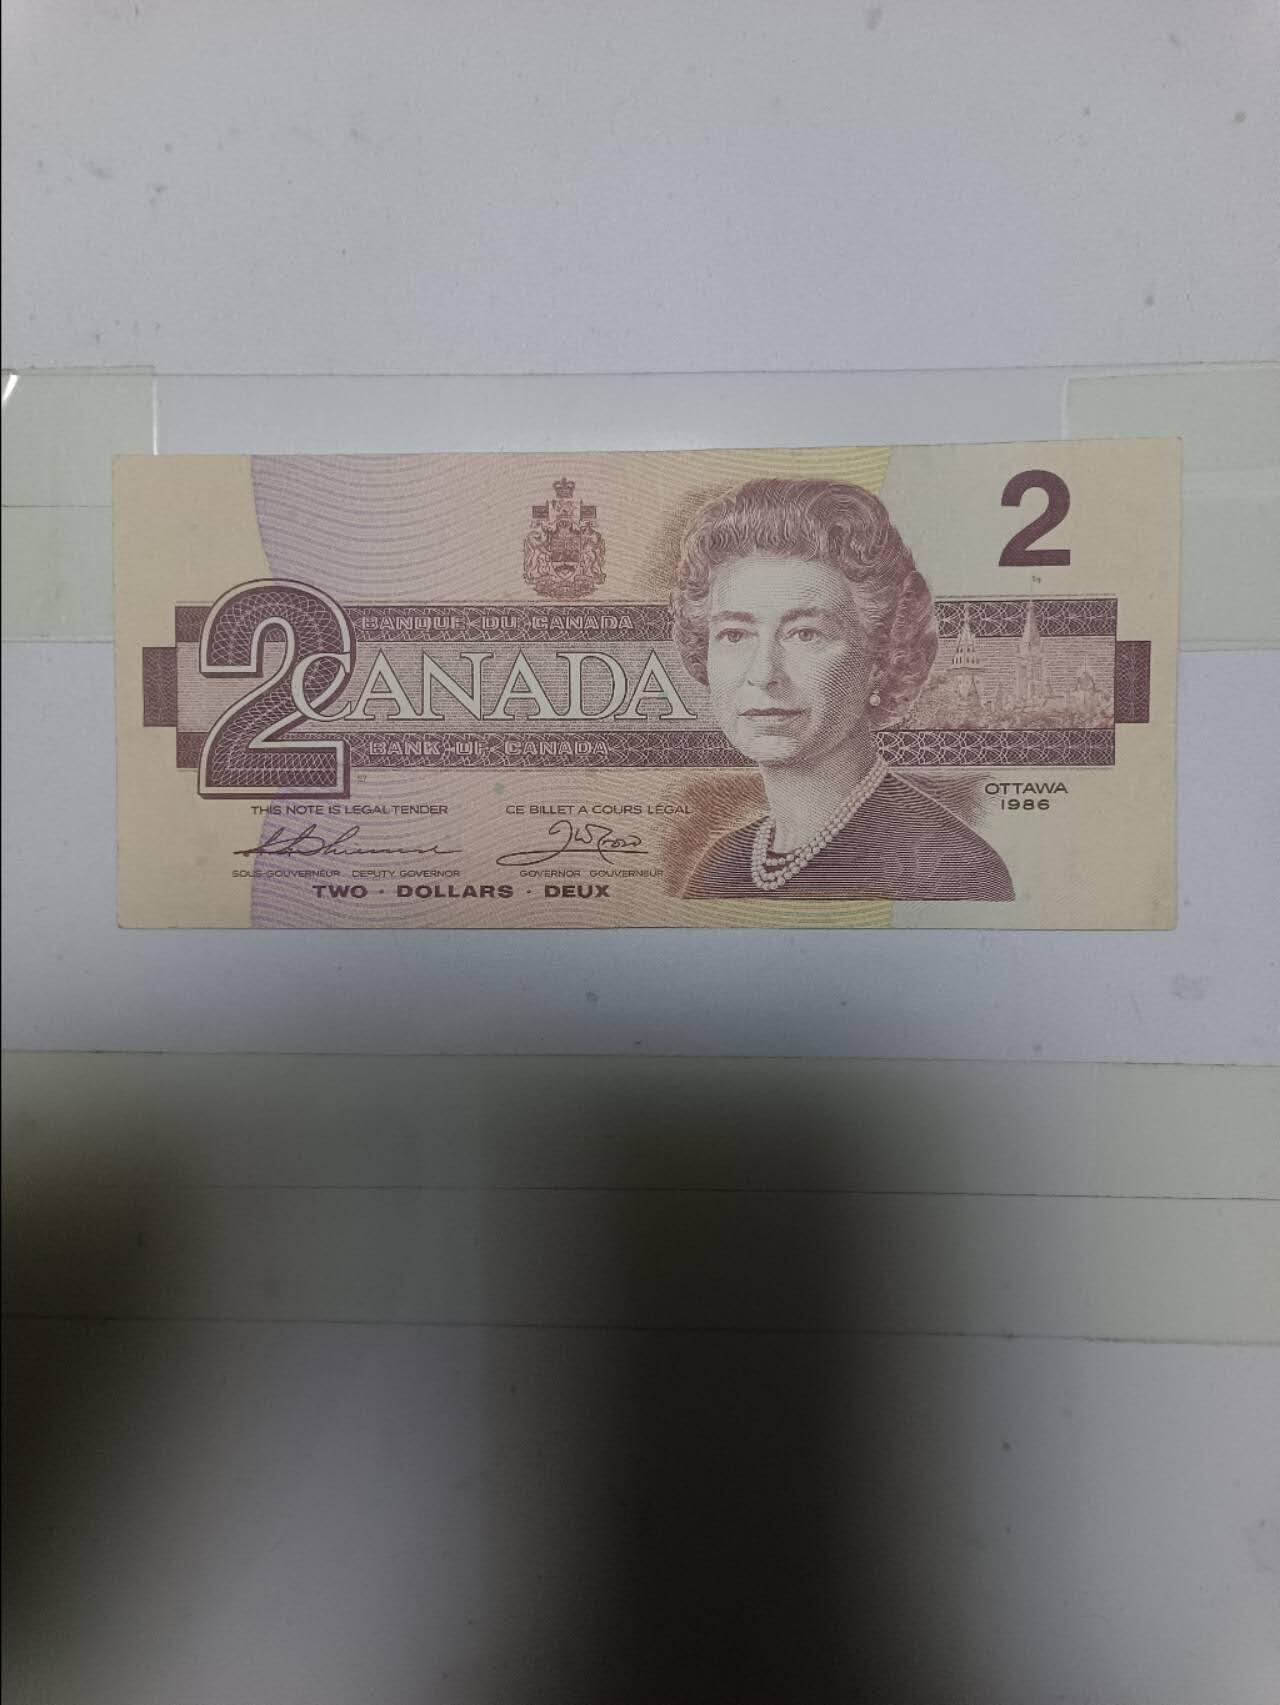 2
BANQUE DU CANADA
2 CANADA
BANK OF CANADA
THIS NOTE IS LEGAL TENDER CE BILLET A COURS LÉGAL
OTTAWA
1986
SOUS-GOUVERNEUR DEPUTY GOVERNOR GOVERNOR GOUVERNEUR
TWO · DOLLARS · DEUX